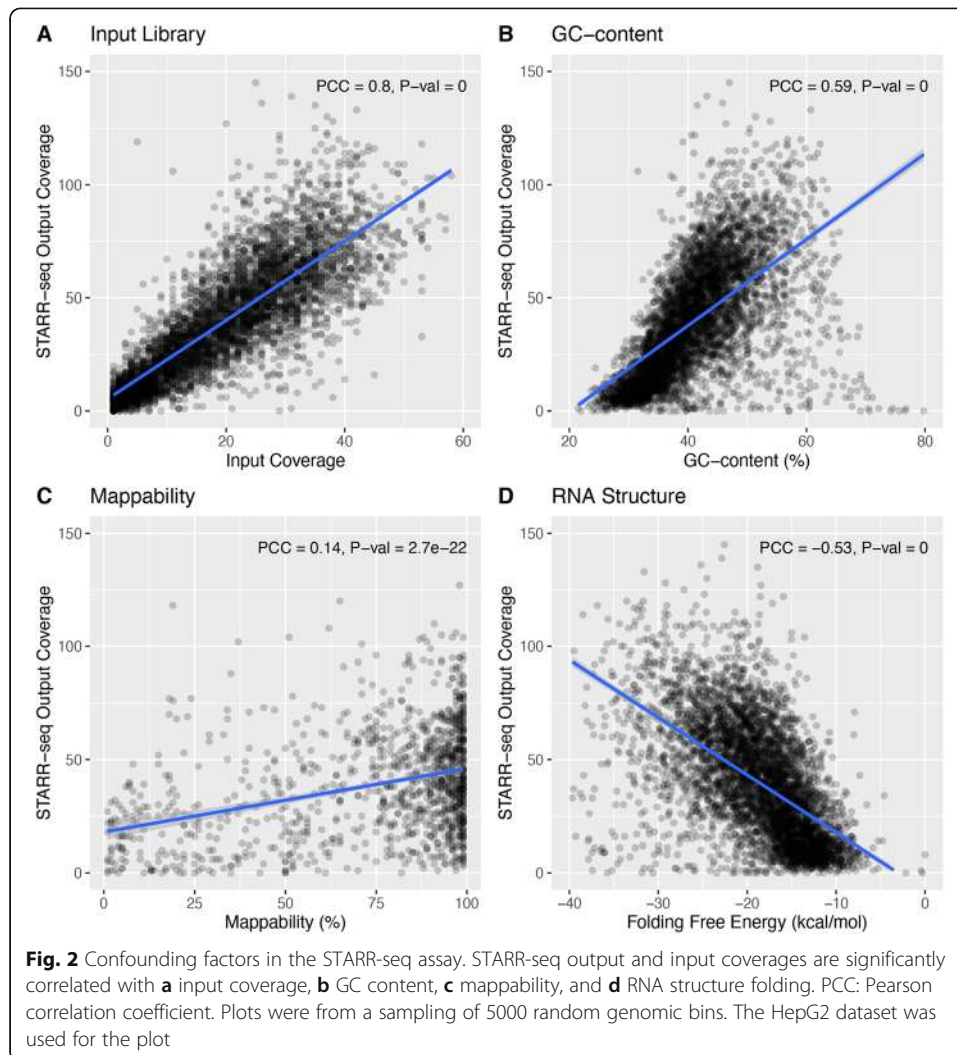 A Input Library
PCC = 0.8, P-val = 0
STARR-seq Output Coverage
150
100
50
0
0 20 40 60
Input Coverage
B GC-content
PCC = 0.59, P-val = 0
STARR-seq Output Coverage
150
100
50
0
20 40 60 80
GC-content (%)
C Mappability
PCC = 0.14, P-val = 2.7e-22
STARR-seq Output Coverage
150
100
50
0
0 25 50 75 100
Mappability (%)
D RNA Structure
PCC = -0.53, P-val = 0
STARR-seq Output Coverage
150
100
50
0
-40 -30 -20 -10 0
Folding Free Energy (kcal/mol)
Fig. 2 Confounding factors in the STARR-seq assay. STARR-seq output and input coverages are significantly
correlated with a input coverage, b GC content, c mappability, and d RNA structure folding. PCC: Pearson
correlation coefficient. Plots were from a sampling of 5000 random genomic bins. The HepG2 dataset was
used for the plot